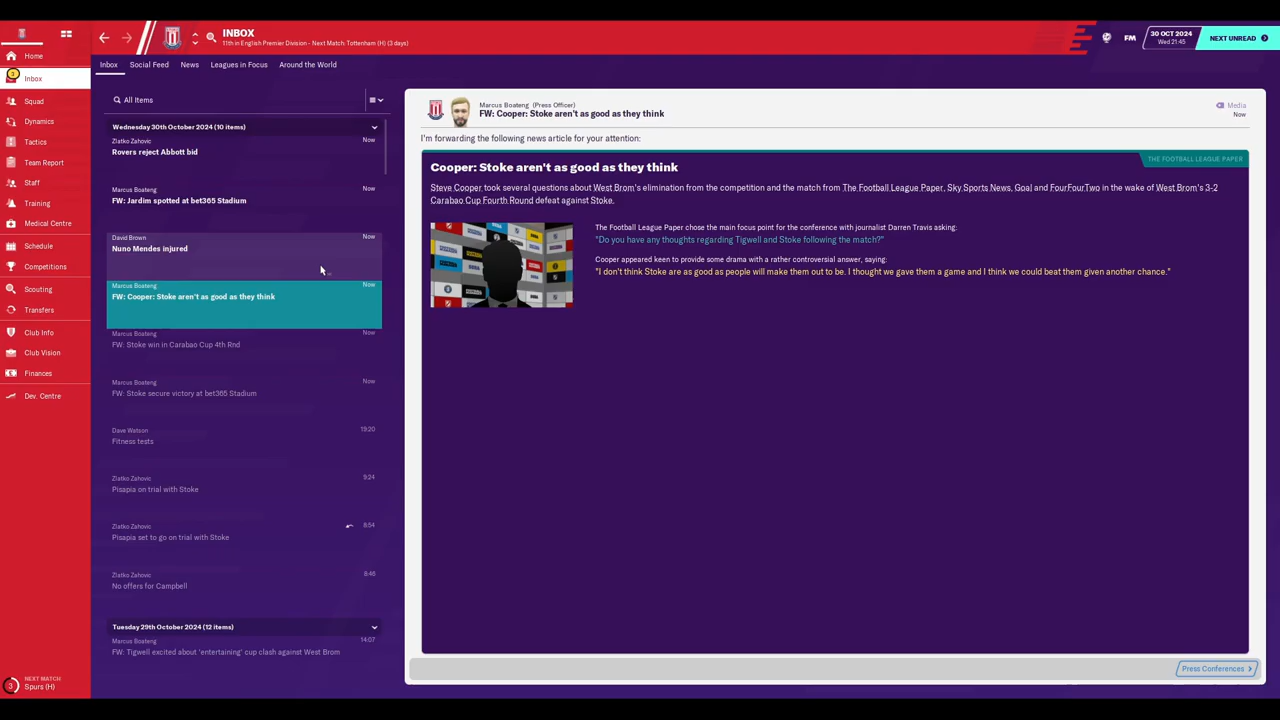 INBOX
11th in English Premier Division - Next Match: Tottenham (H) (3 days)
FM
30 OCT 2024
Wed 21:45
NEXT UNREAD
Home
3
Inbox
Squad
Dynamics
Tactics
Team Report
Staff
Training
Medical Centre
Schedule
Competitions
Scouting
Transfers
Club Info
Club Vision
Finances
Dev. Centre
3
NEXT MATCH
Spurs (H)
Inbox
Social Feed
News
Leagues in Focus
Around the World
All Items
Wednesday 30th October 2024 (10 items)
Zlatko Zahovic
Now
Rovers reject Abbott bid
Marcus Boateng
Now
FW: Jardim spotted at bet365 Stadium
David Brown
Now
Nuno Mendes injured
Marcus Boateng
Now
FW: Cooper: Stoke aren't as good as they think
Marcus Boateng
Now
FW: Stoke win in Carabao Cup 4th Rnd
Marcus Boateng
Now
FW: Stoke secure victory at bet365 Stadium
Dave Watson
19:20
Fitness tests
Zlatko Zahovic
9:24
Pisapia on trial with Stoke
Zlatko Zahovic
8:54
Pisapia set to go on trial with Stoke
Zlatko Zahovic
8:46
No offers for Campbell
Tuesday 29th October 2024 (12 items)
Marcus Boateng
14:07
FW: Tigwell excited about 'entertaining' cup clash against West Brom
Marcus Boateng (Press Officer)
FW: Cooper: Stoke aren't as good as they think
Media
Now
I'm forwarding the following news article for your attention:
THE FOOTBALL LEAGUE PAPER
Cooper: Stoke aren't as good as they think
Steve Cooper took several questions about West Brom's elimination from the competition and the match from The Football League Paper, Sky Sports News, Goal and FourFourTwo in the wake of West Brom's 3-2
Carabao Cup Fourth Round defeat against Stoke.
The Football League Paper chose the main focus point for the conference with journalist Darren Travis asking:
"Do you have any thoughts regarding Tigwell and Stoke following the match?"
Cooper appeared keen to provide some drama with a rather controversial answer, saying:
"I don't think Stoke are as good as people will make them out to be. I thought we gave them a game and I think we could beat them given another chance."
Press Conferences